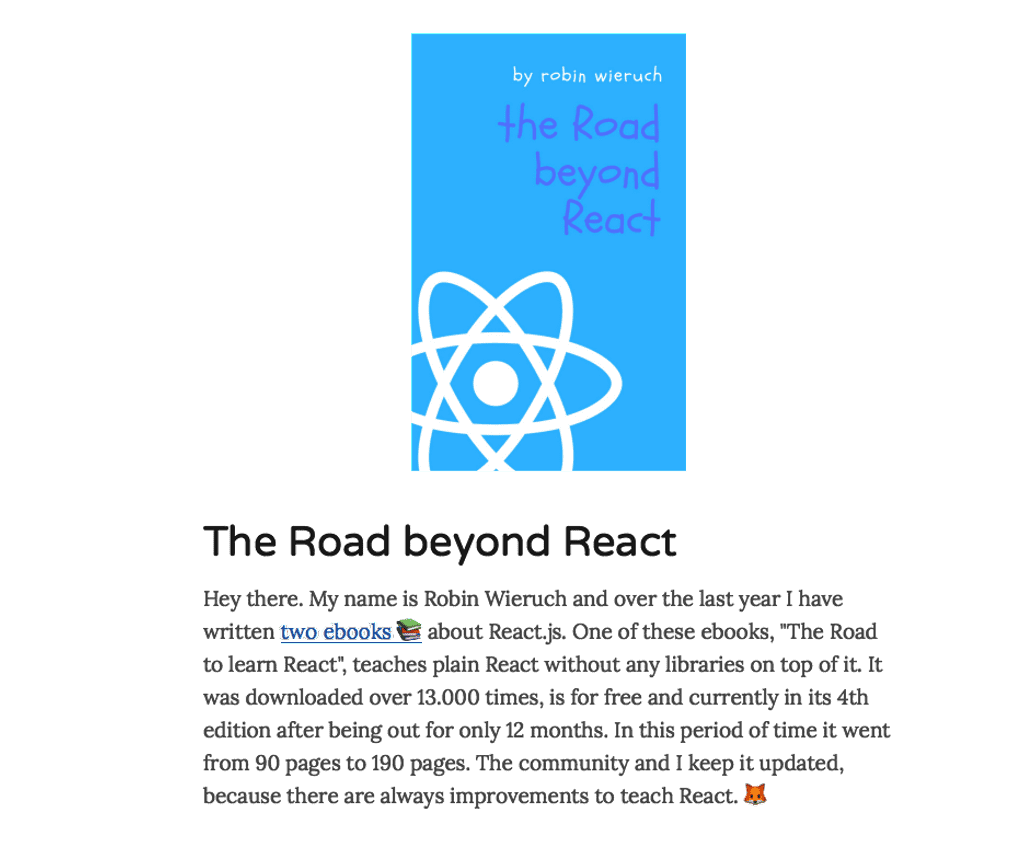 by robin wieruch
the Road
beyond
React
The Road beyond React
Hey there. My name is Robin Wieruch and over the last year I have
written two ebooks 📚 about React.js. One of these ebooks, "The Road
to learn React", teaches plain React without any libraries on top of it. It
was downloaded over 13.000 times, is for free and currently in its 4th
edition after being out for only 12 months. In this period of time it went
from 90 pages to 190 pages. The community and I keep it updated,
because there are always improvements to teach React. 🦊